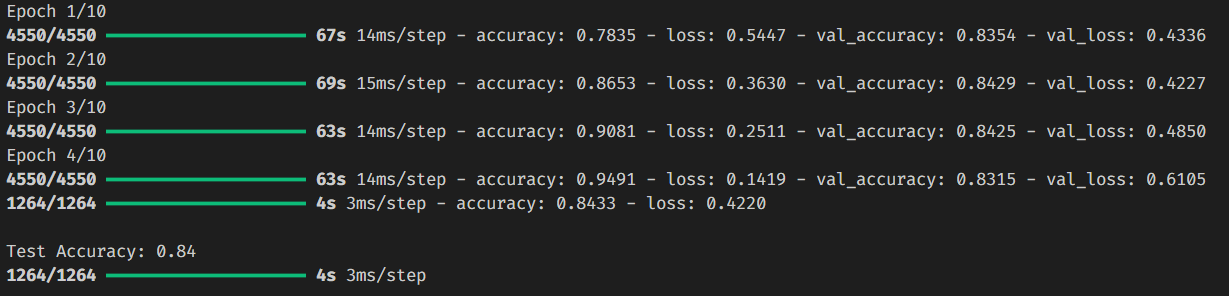 Epoch 1/10
4550/4550 67s 14ms/step - accuracy: 0.7835 - loss: 0.5447 - val_accuracy: 0.8354 - val_loss: 0.4336
Epoch 2/10
4550/4550 69s 15ms/step - accuracy: 0.8653 - loss: 0.3630 - val_accuracy: 0.8429 - val_loss: 0.4227
Epoch 3/10
4550/4550 63s 14ms/step - accuracy: 0.9081 - loss: 0.2511 - val_accuracy: 0.8425 - val_loss: 0.4850
Epoch 4/10
4550/4550 63s 14ms/step - accuracy: 0.9491 - loss: 0.1419 - val_accuracy: 0.8315 - val_loss: 0.6105
1264/1264 4s 3ms/step - accuracy: 0.8433 - loss: 0.4220
Test Accuracy: 0.84
1264/1264 4s 3ms/step